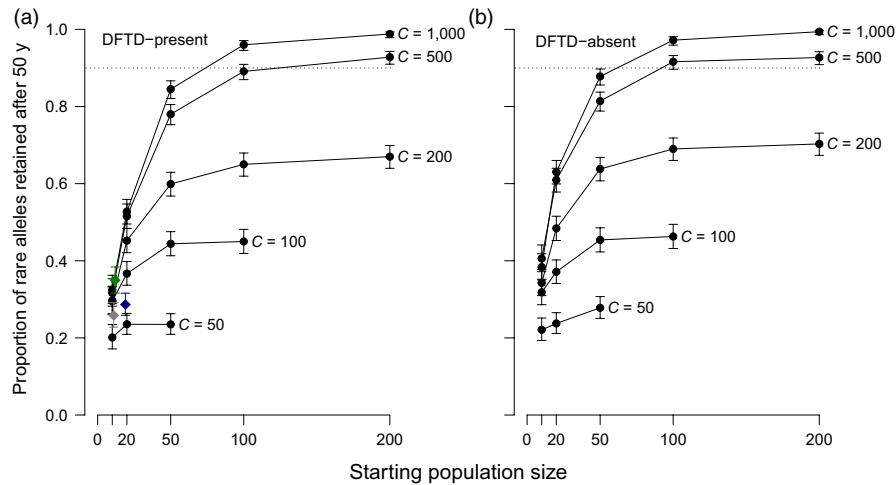 (a)
DFTD−present
C = 1,000
C = 500
C = 200
C = 100
C = 50
Proportion of rare alleles retained after 50 y
1.0
0.8
0.6
0.4
0.2
0.0
0 20 50 100 200
(b)
DFTD−absent
C = 1,000
C = 500
C = 200
C = 100
C = 50
0 20 50 100 200
Starting population size